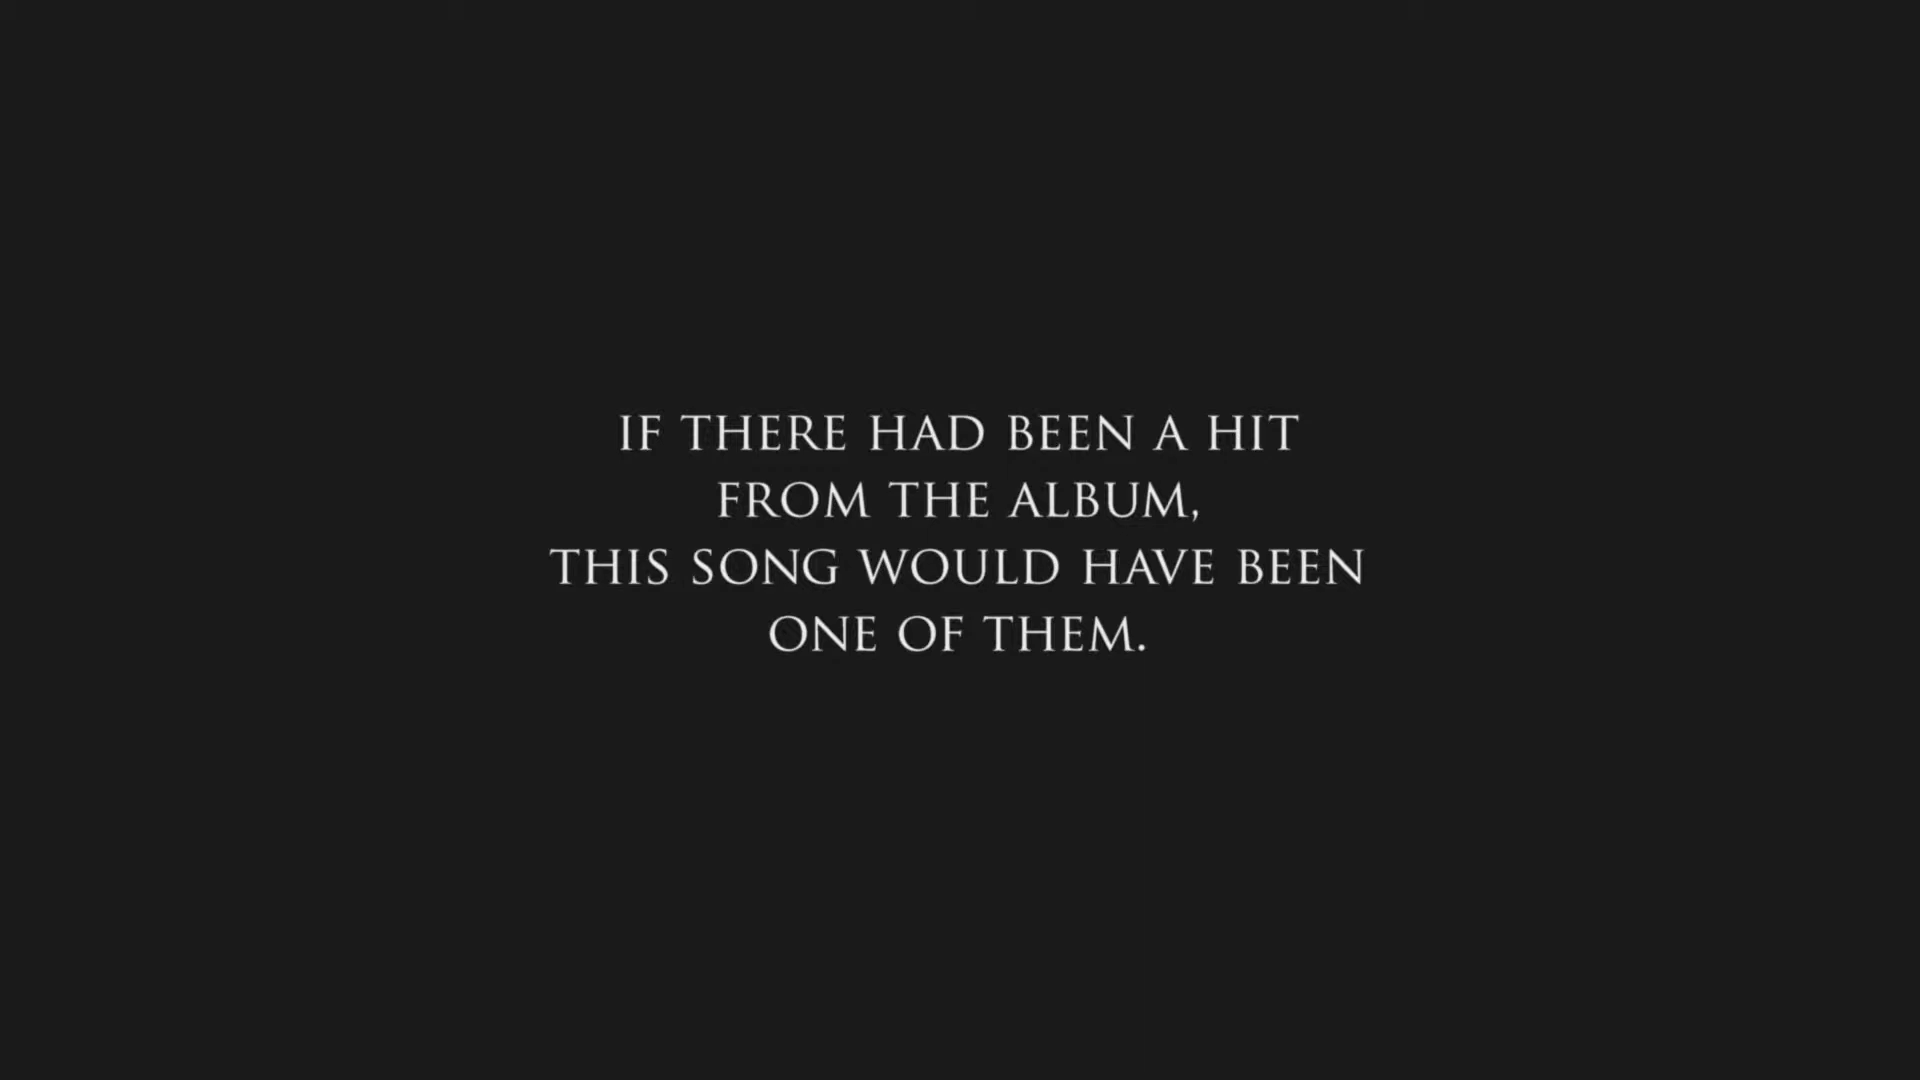 IF THERE HAD BEEN A HIT
FROM THE ALBUM,
THIS SONG WOULD HAVE BEEN
ONE OF THEM.